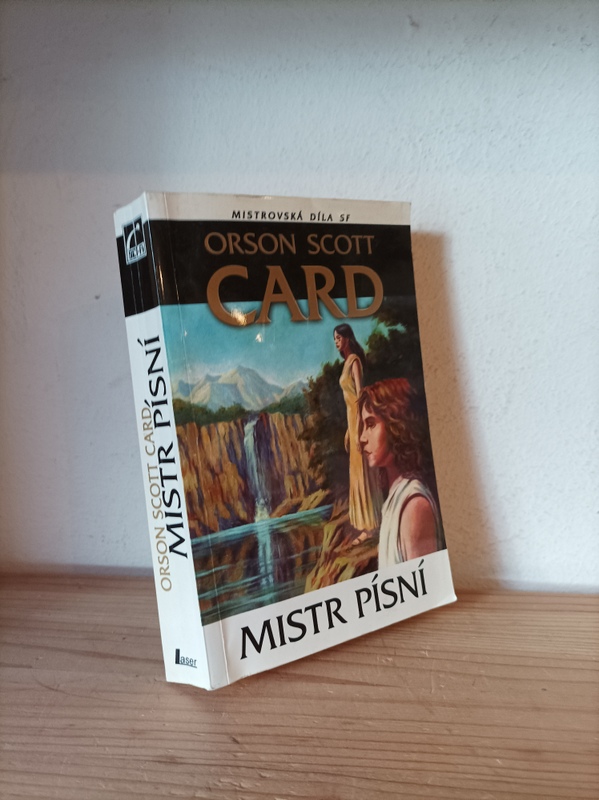 MISTROVSKÁ DÍLA SF
ORSON SCOTT
CARD
MISTR PÍSNÍ
ORSON SCOTT CARD
MISTR PÍSNÍ
Laser